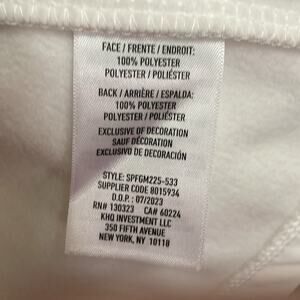 FACE / FRENTE / ENDROIT:
100% POLYESTER
POLYESTER / POLIÉSTER
BACK / ARRIÈRE / ESPALDA:
100% POLYESTER
POLYESTER / POLIÉSTER
EXCLUSIVE OF DECORATION
SAUF DÉCORATION
EXCLUSIVO DE DECORACIÓN
STYLE: SPFGM225-533
SUPPLIER CODE 8015934
D.O.P. : 07/2023
RN# 130323 CA# 60224
KHQ INVESTMENT LLC
350 FIFTH AVENUE
NEW YORK, NY 10118